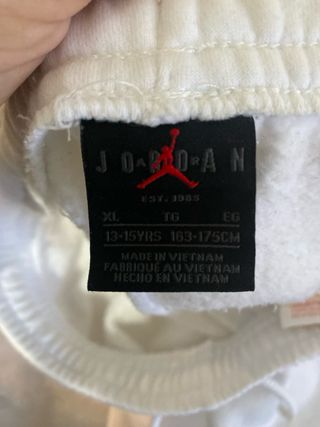 JORDAN
AIR
EST. 1985
XL TG EG
13-15YRS 163-175CM
MADE IN VIETNAM
FABRIQUÉ AU VIETNAM
HECHO EN VIETNAM